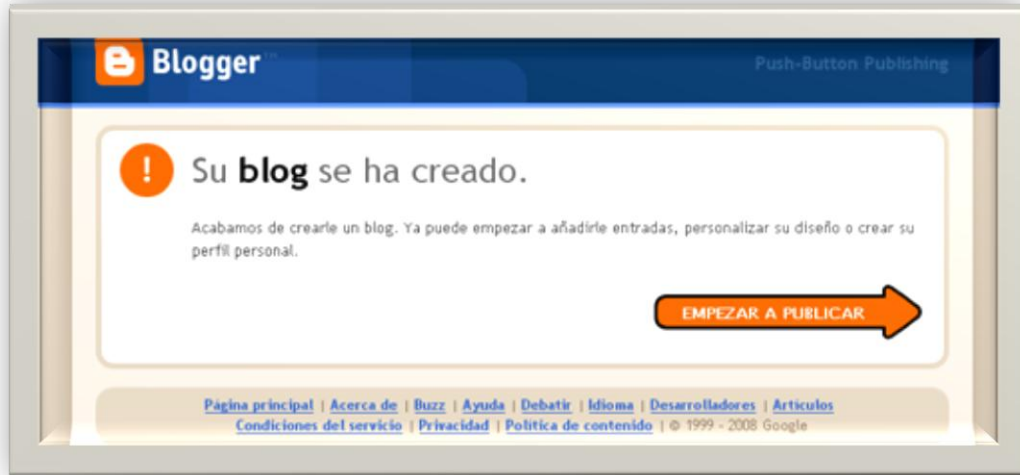 Blogger™ Push-Button Publishing
! Su blog se ha creado.
Acabamos de crearle un blog. Ya puede empezar a añadirle entradas, personalizar su diseño o crear su
perfil personal.
EMPEZAR A PUBLICAR
Página principal | Acerca de | Buzz | Ayuda | Debatir | Idioma | Desarrolladores | Artículos
Condiciones del servicio | Privacidad | Política de contenido | © 1999 - 2008 Google